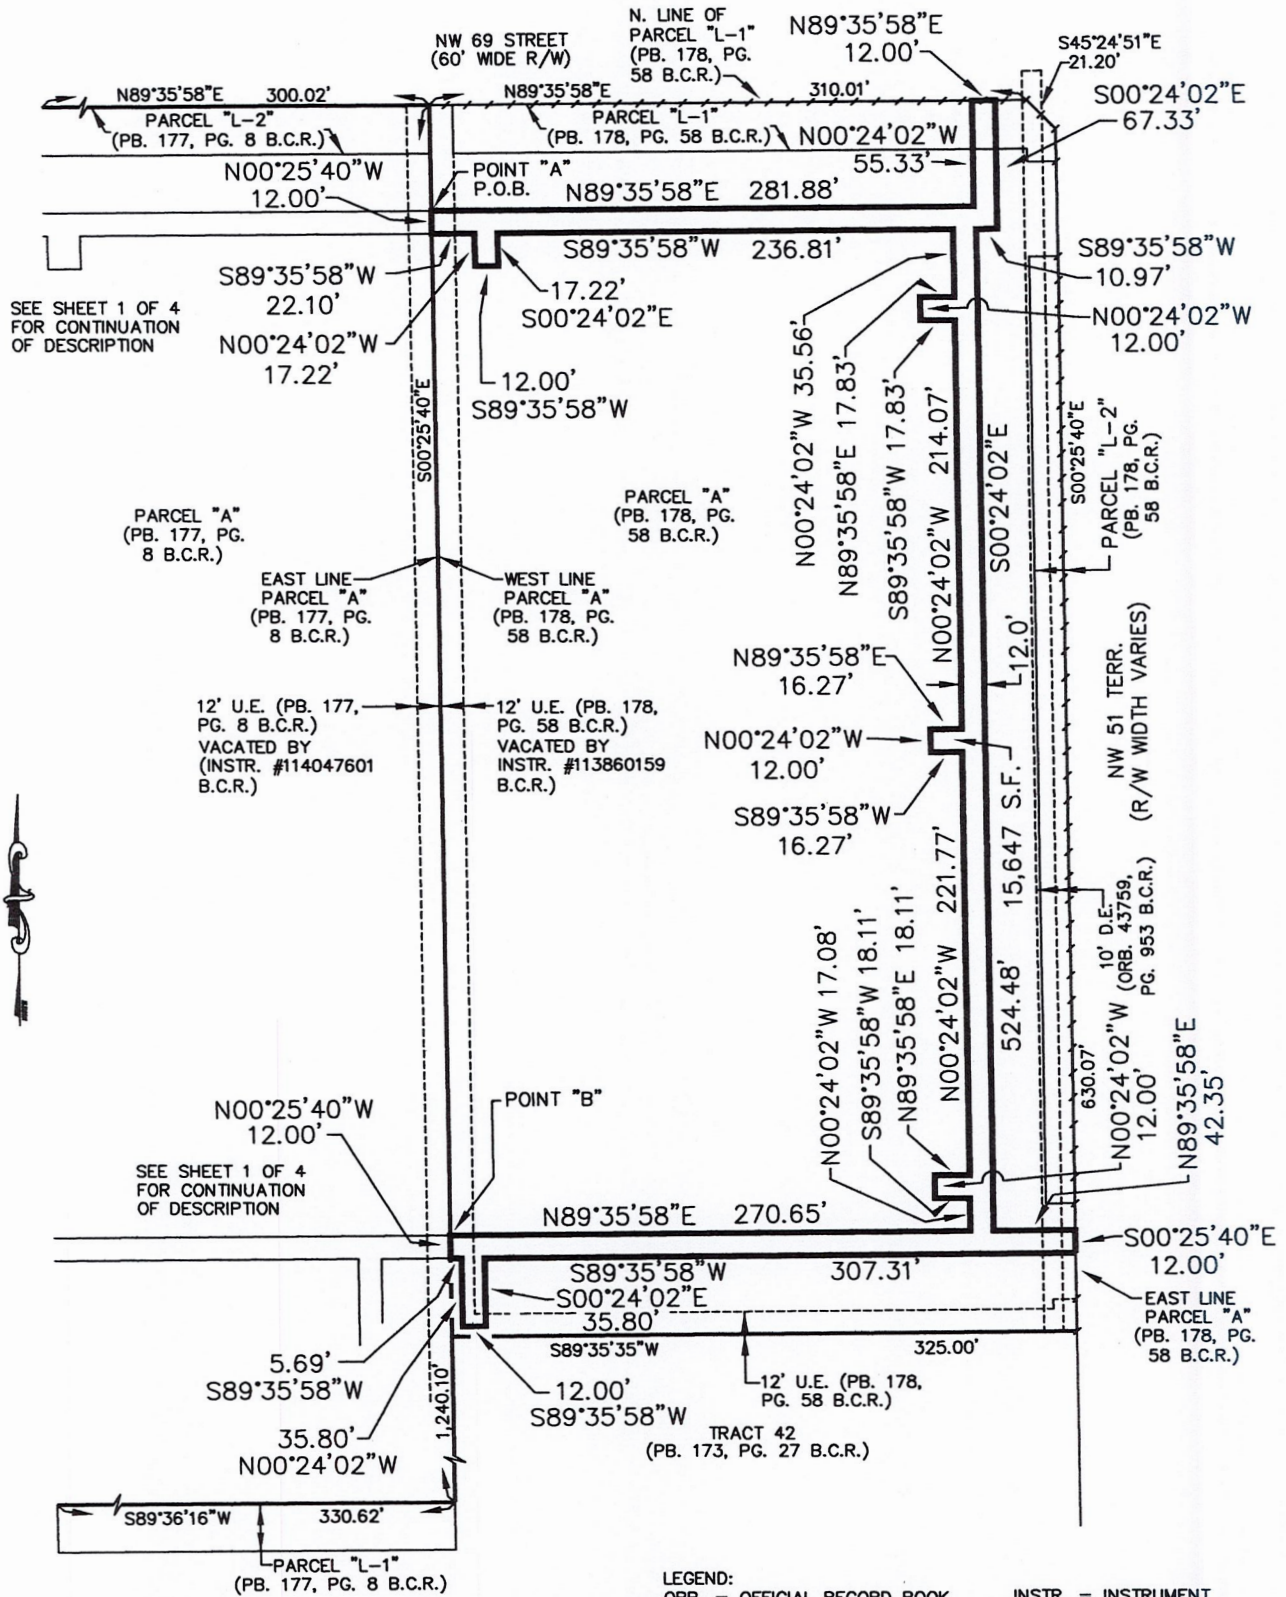 N. LINE OF
PARCEL "L-1"
(PB. 178, PG.
58 B.C.R.)
N89°35'58"E
12.00'
S45°24'51"E
21.20'
NW 69 STREET
(60' WIDE R/W)
N89°35'58"E 300.02'
N89°35'58"E 310.01'
S00°24'02"E
67.33'
PARCEL "L-2"
(PB. 177, PG. 8 B.C.R.)
PARCEL "L-1"
(PB. 178, PG. 58 B.C.R.)
N00°24'02"W
55.33'
N00°25'40"W
12.00'
POINT "A"
P.O.B.
N89°35'58"E 281.88'
S89°35'58"W 236.81'
S89°35'58"W
22.10'
S89°35'58"W
10.97'
17.22'
S00°24'02"E
SEE SHEET 1 OF 4
FOR CONTINUATION
OF DESCRIPTION
N00°24'02"W
17.22'
N00°24'02"W
12.00'
12.00'
S89°35'58"W
S00°25'40"E
N00°24'02"W 35.56'
N89°35'58"E 17.83'
S89°35'58"W 17.83'
N00°24'02"W 214.07'
S00°24'02"E
S00°25'40"E
PARCEL "L-2"
(PB. 178, PG.
58 B.C.R.)
PARCEL "A"
(PB. 177, PG.
8 B.C.R.)
PARCEL "A"
(PB. 178, PG.
58 B.C.R.)
EAST LINE
PARCEL "A"
(PB. 177, PG.
8 B.C.R.)
WEST LINE
PARCEL "A"
(PB. 178, PG.
58 B.C.R.)
12.0'
NW 51 TERR.
(R/W WIDTH VARIES)
N89°35'58"E
16.27'
12' U.E. (PB. 177,
PG. 8 B.C.R.)
VACATED BY
(INSTR. #114047601
B.C.R.)
12' U.E. (PB. 178,
PG. 58 B.C.R.)
VACATED BY
INSTR. #113860159
B.C.R.)
N00°24'02"W
12.00'
S89°35'58"W
16.27'
15,647 S.F.
524.48'
N00°24'02"W 221.77'
10' D.E.
(ORB. 43759,
PG. 953 B.C.R.)
N00°24'02"W 17.08'
S89°35'58"W 18.11'
N89°35'58"E 18.11'
630.07'
N00°24'02"W
12.00'
N89°35'58"E
42.35'
N00°25'40"W
12.00'
POINT "B"
SEE SHEET 1 OF 4
FOR CONTINUATION
OF DESCRIPTION
N89°35'58"E 270.65'
S00°25'40"E
12.00'
S89°35'58"W 307.31'
S00°24'02"E
35.80'
EAST LINE
PARCEL "A"
(PB. 178, PG.
58 B.C.R.)
S89°35'35"W 325.00'
5.69'
S89°35'58"W
1,240.10'
12.00'
S89°35'58"W
12' U.E. (PB. 178,
PG. 58 B.C.R.)
35.80'
N00°24'02"W
TRACT 42
(PB. 173, PG. 27 B.C.R.)
S89°36'16"W 330.62'
PARCEL "L-1"
(PB. 177, PG. 8 B.C.R.)
LEGEND:
ORB. = OFFICIAL RECORD BOOK INSTR. = INSTRUMENT